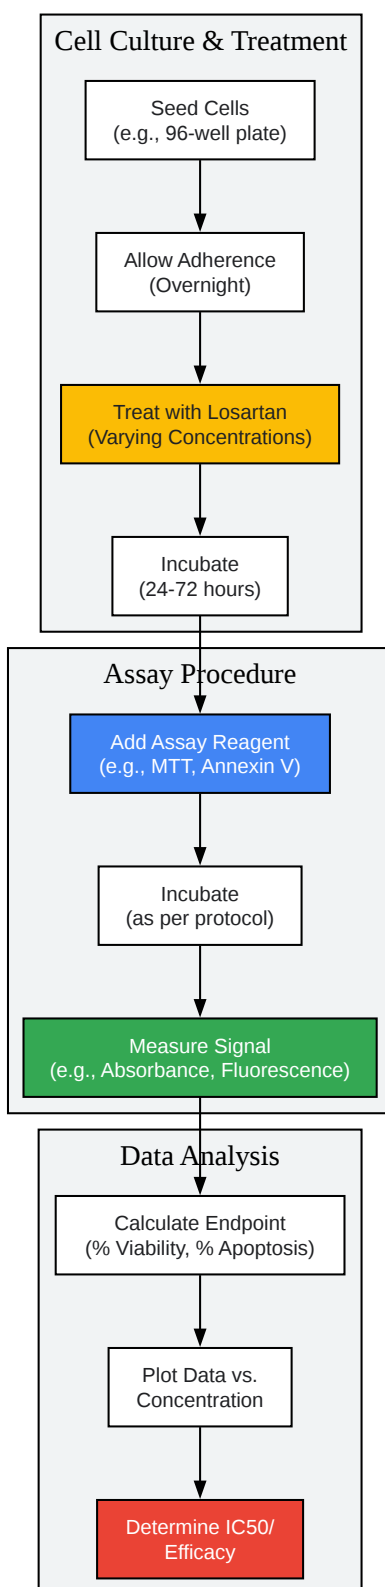 Cell Culture & Treatment
Seed Cells
(e.g., 96-well plate)
Allow Adherence
(Overnight)
Treat with Losartan
(Varying Concentrations)
Incubate
(24-72 hours)
Assay Procedure
Add Assay Reagent
(e.g., MTT, Annexin V)
Incubate
(as per protocol)
Measure Signal
(e.g., Absorbance, Fluorescence)
Data Analysis
Calculate Endpoint
(% Viability, % Apoptosis)
Plot Data vs.
Concentration
Determine IC50/
Efficacy